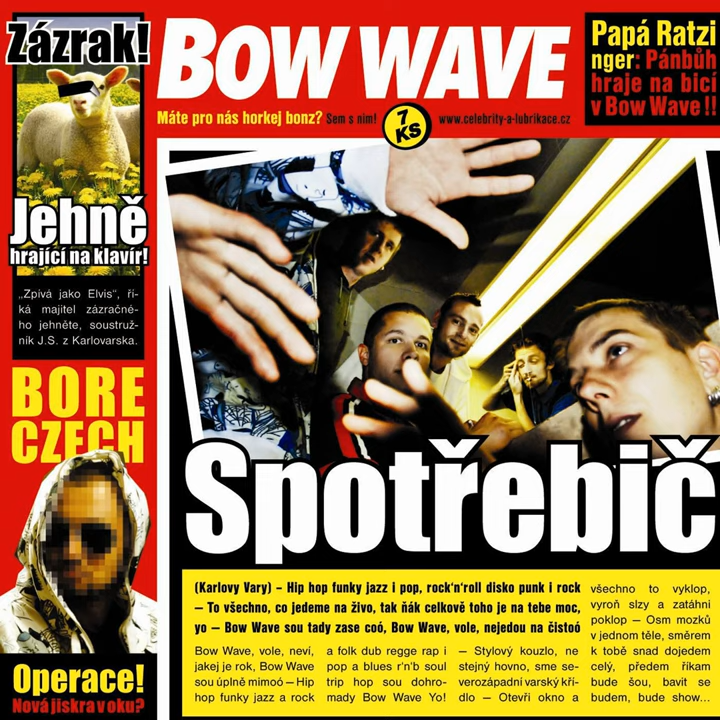 Zázrak!
BOW WAVE
Máte pro nás horkej bonz? Sem s ním!
7
KS
www.celebrity-a-lubrikace.cz
Papá Ratzi
nger: Pánbůh
hraje na bicí
v Bow Wave !!
Jehně
hrající na klavír!
„Zpívá jako Elvis“, ří-
ká majitel zázračné-
ho jehněte, soustruž-
ník J.S. z Karlovarska.
BORE
CZECH
Operace!
Nová jiskra v oku?
Spotřebič
(Karlovy Vary) – Hip hop funky jazz i pop, rock'n'roll disko punk i rock
– To všechno, co jedeme na živo, tak ňák celkově toho je na tebe moc,
yo – Bow Wave sou tady zase coó, Bow Wave, vole, nejedou na čistoó
Bow Wave, vole, neví,
jakej je rok, Bow Wave
sou úplně mimoó – Hip
hop funky jazz a rock
a folk dub regge rap i
pop a blues r'n'b soul
trip hop sou dohro-
mady Bow Wave Yo!
– Stylový kouzlo, ne
stejný hovno, sme se-
verozápadní varský kří-
dlo – Otevři okno a
všechno to vyklop,
vyroň slzy a zatáhni
poklop – Osm mozků
v jednom těle, směrem
k tobě snad dojedem
celý, předem říkam
bude šou, bavit se
budem, bude show...